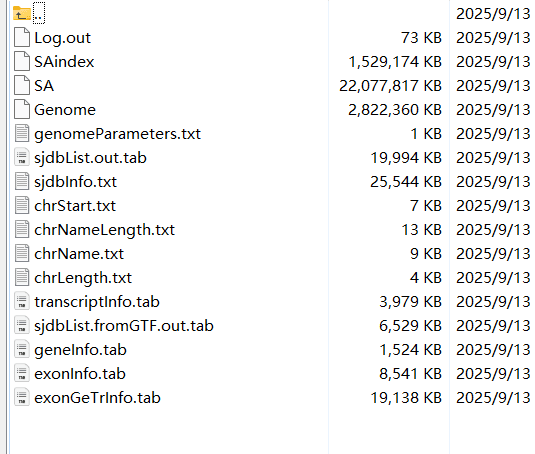 .. 2025/9/13
Log.out 73 KB 2025/9/13
SAindex 1,529,174 KB 2025/9/13
SA 22,077,817 KB 2025/9/13
Genome 2,822,360 KB 2025/9/13
genomeParameters.txt 1 KB 2025/9/13
sjdbList.out.tab 19,994 KB 2025/9/13
sjdbInfo.txt 25,544 KB 2025/9/13
chrStart.txt 7 KB 2025/9/13
chrNameLength.txt 13 KB 2025/9/13
chrName.txt 9 KB 2025/9/13
chrLength.txt 4 KB 2025/9/13
transcriptInfo.tab 3,979 KB 2025/9/13
sjdbList.fromGTF.out.tab 6,529 KB 2025/9/13
geneInfo.tab 1,524 KB 2025/9/13
exonInfo.tab 8,541 KB 2025/9/13
exonGeTrInfo.tab 19,138 KB 2025/9/13